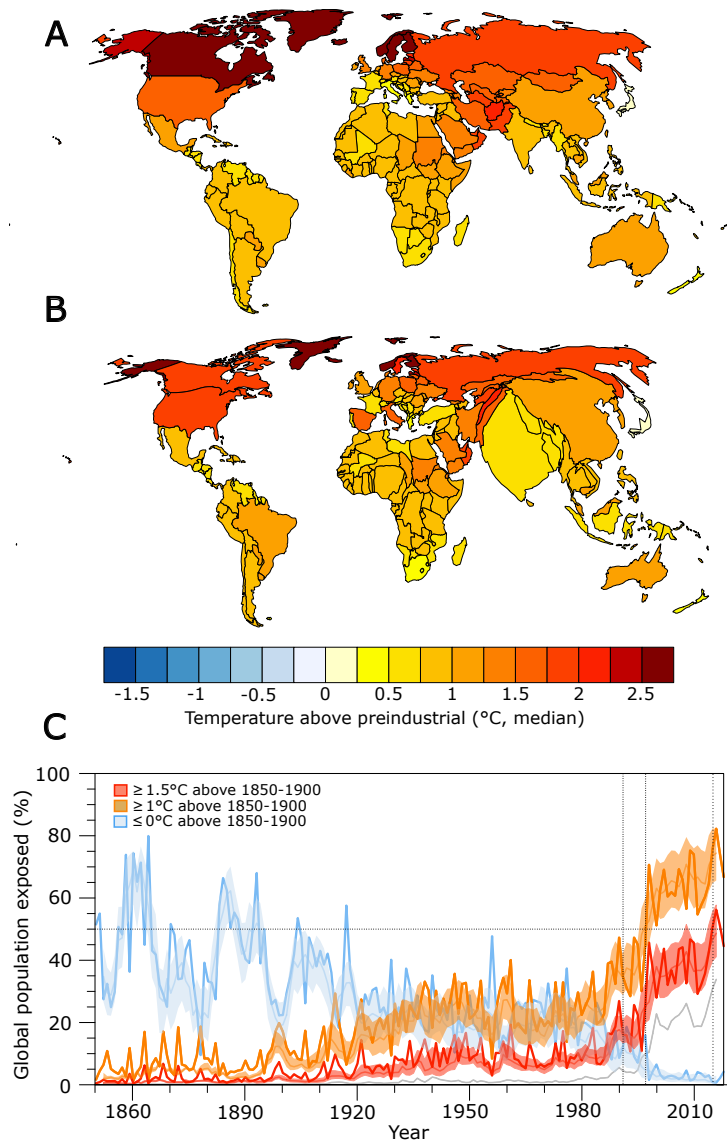 A
B
-1.5 -1 -0.5 0 0.5 1 1.5 2 2.5
Temperature above preindustrial (°C, median)
C
Global population exposed (%)
100
80
60
40
20
0
≥ 1.5°C above 1850-1900
≥ 1°C above 1850-1900
≤ 0°C above 1850-1900
1860 1890 1920 1950 1980 2010
Year